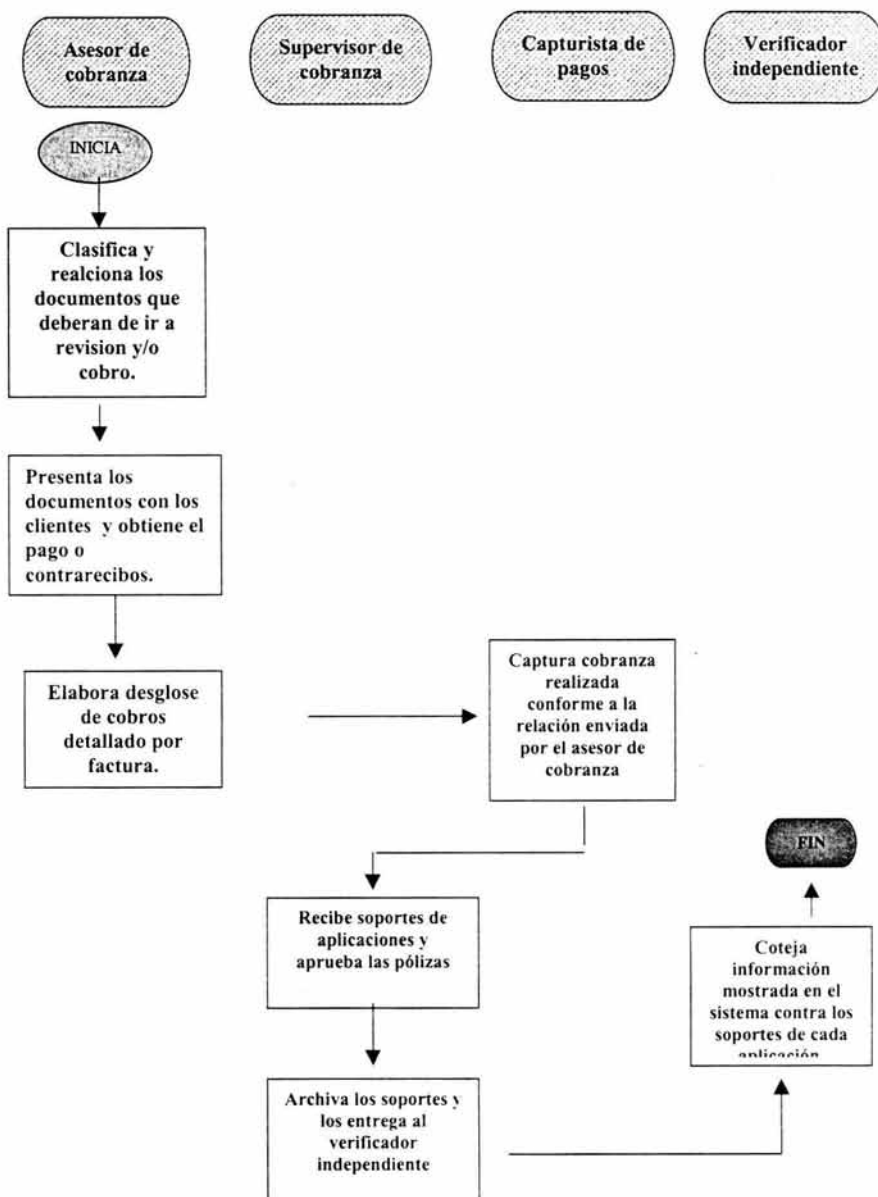 Asesor de
cobranza
Supervisor de
cobranza
Capturista de
pagos
Verificador
independiente
INICIA
Clasifica y
realciona los
documentos que
deberan de ir a
revision y/o
cobro.
Presenta los
documentos con los
clientes y obtiene el
pago o
contrarecibos.
Elabora desglose
de cobros
detallado por
factura.
Captura cobranza
realizada
conforme a la
relación enviada
por el asesor de
cobranza
Recibe soportes de
aplicaciones y
aprueba las pólizas
Archiva los soportes y
los entrega al
verificador
independiente
Coteja
información
mostrada en el
sistema contra los
soportes de cada
aplicación
FIN